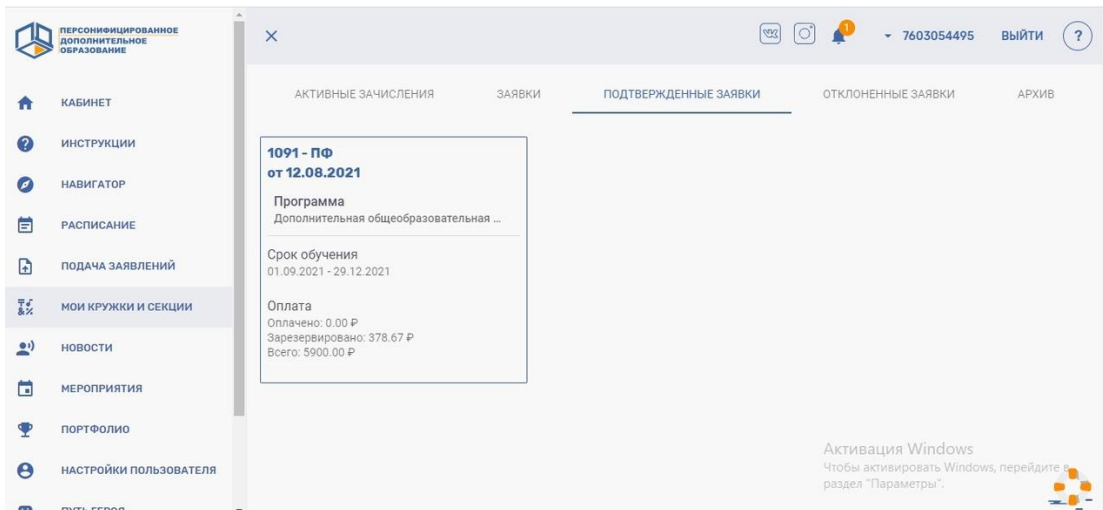 ПЕРСОНИФИЦИРОВАННОЕ
ДОПОЛНИТЕЛЬНОЕ
ОБРАЗОВАНИЕ
1
7603054495
ВЫЙТИ
?
КАБИНЕТ
ИНСТРУКЦИИ
НАВИГАТОР
РАСПИСАНИЕ
ПОДАЧА ЗАЯВЛЕНИЙ
МОИ КРУЖКИ И СЕКЦИИ
НОВОСТИ
МЕРОПРИЯТИЯ
ПОРТФОЛИО
НАСТРОЙКИ ПОЛЬЗОВАТЕЛЯ
ПУТЬ ГЕРОЯ
АКТИВНЫЕ ЗАЧИСЛЕНИЯ
ЗАЯВКИ
ПОДТВЕРЖДЕННЫЕ ЗАЯВКИ
ОТКЛОНЕННЫЕ ЗАЯВКИ
АРХИВ
1091 - ПФ
от 12.08.2021
Программа
Дополнительная общеобразовательная ...
Срок обучения
01.09.2021 - 29.12.2021
Оплата
Оплачено: 0.00 ₽
Зарезервировано: 378.67 ₽
Всего: 5900.00 ₽
Активация Windows
Чтобы активировать Windows, перейдите в
раздел "Параметры".